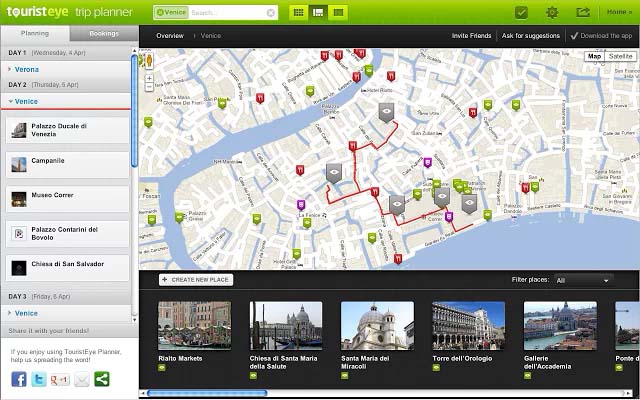 touristeye trip planner
Venice
Search...
Home »
Planning
Bookings
Overview
Venice
Invite Friends
Ask for suggestions
Download the app
DAY 1 (Wednesday, 4 Apr)
Verona
DAY 2 (Thursday, 5 Apr)
Venice
Palazzo Ducale di
Venezia
Campanile
Museo Correr
Palazzo Contarini del
Bovolo
Chiesa di San Salvador
DAY 3 (Friday, 6 Apr)
Venice
Share it with your friends!
If you enjoy using TouristEye Planner,
help us spreading the word!
Map
Satellite
Hotel Rialto
San Zulian
La Fenice
CREATE NEW PLACE
Filter places:
All
Rialto Markets
Chiesa di Santa Maria
della Salute
Santa Maria dei
Miracoli
Torre dell'Orologio
Gallerie
dell'Accademia
Ponte d